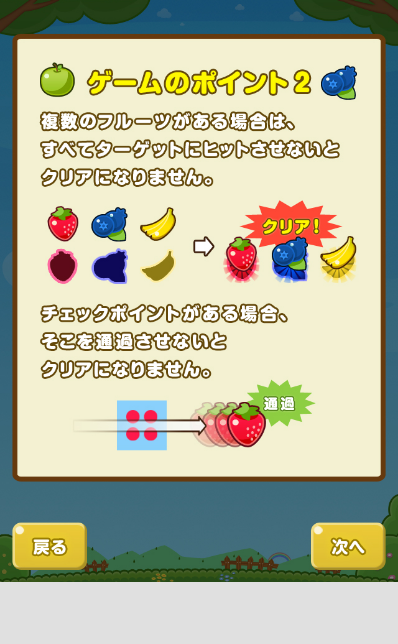 ゲームのポイント2
複数のフルーツがある場合は、
すべてターゲットにヒットさせないと
クリアになりません。
クリア!
チェックポイントがある場合、
そこを通過させないと
クリアになりません。
通過
戻る
次へ